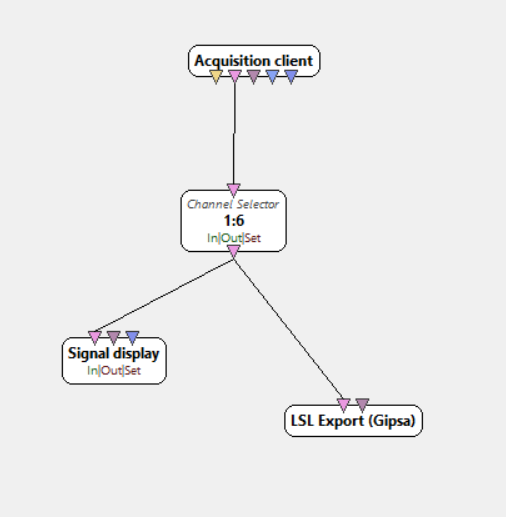 Acquisition client
Channel Selector
1:6
In|Out|Set
Signal display
In|Out|Set
LSL Export (Gipsa)